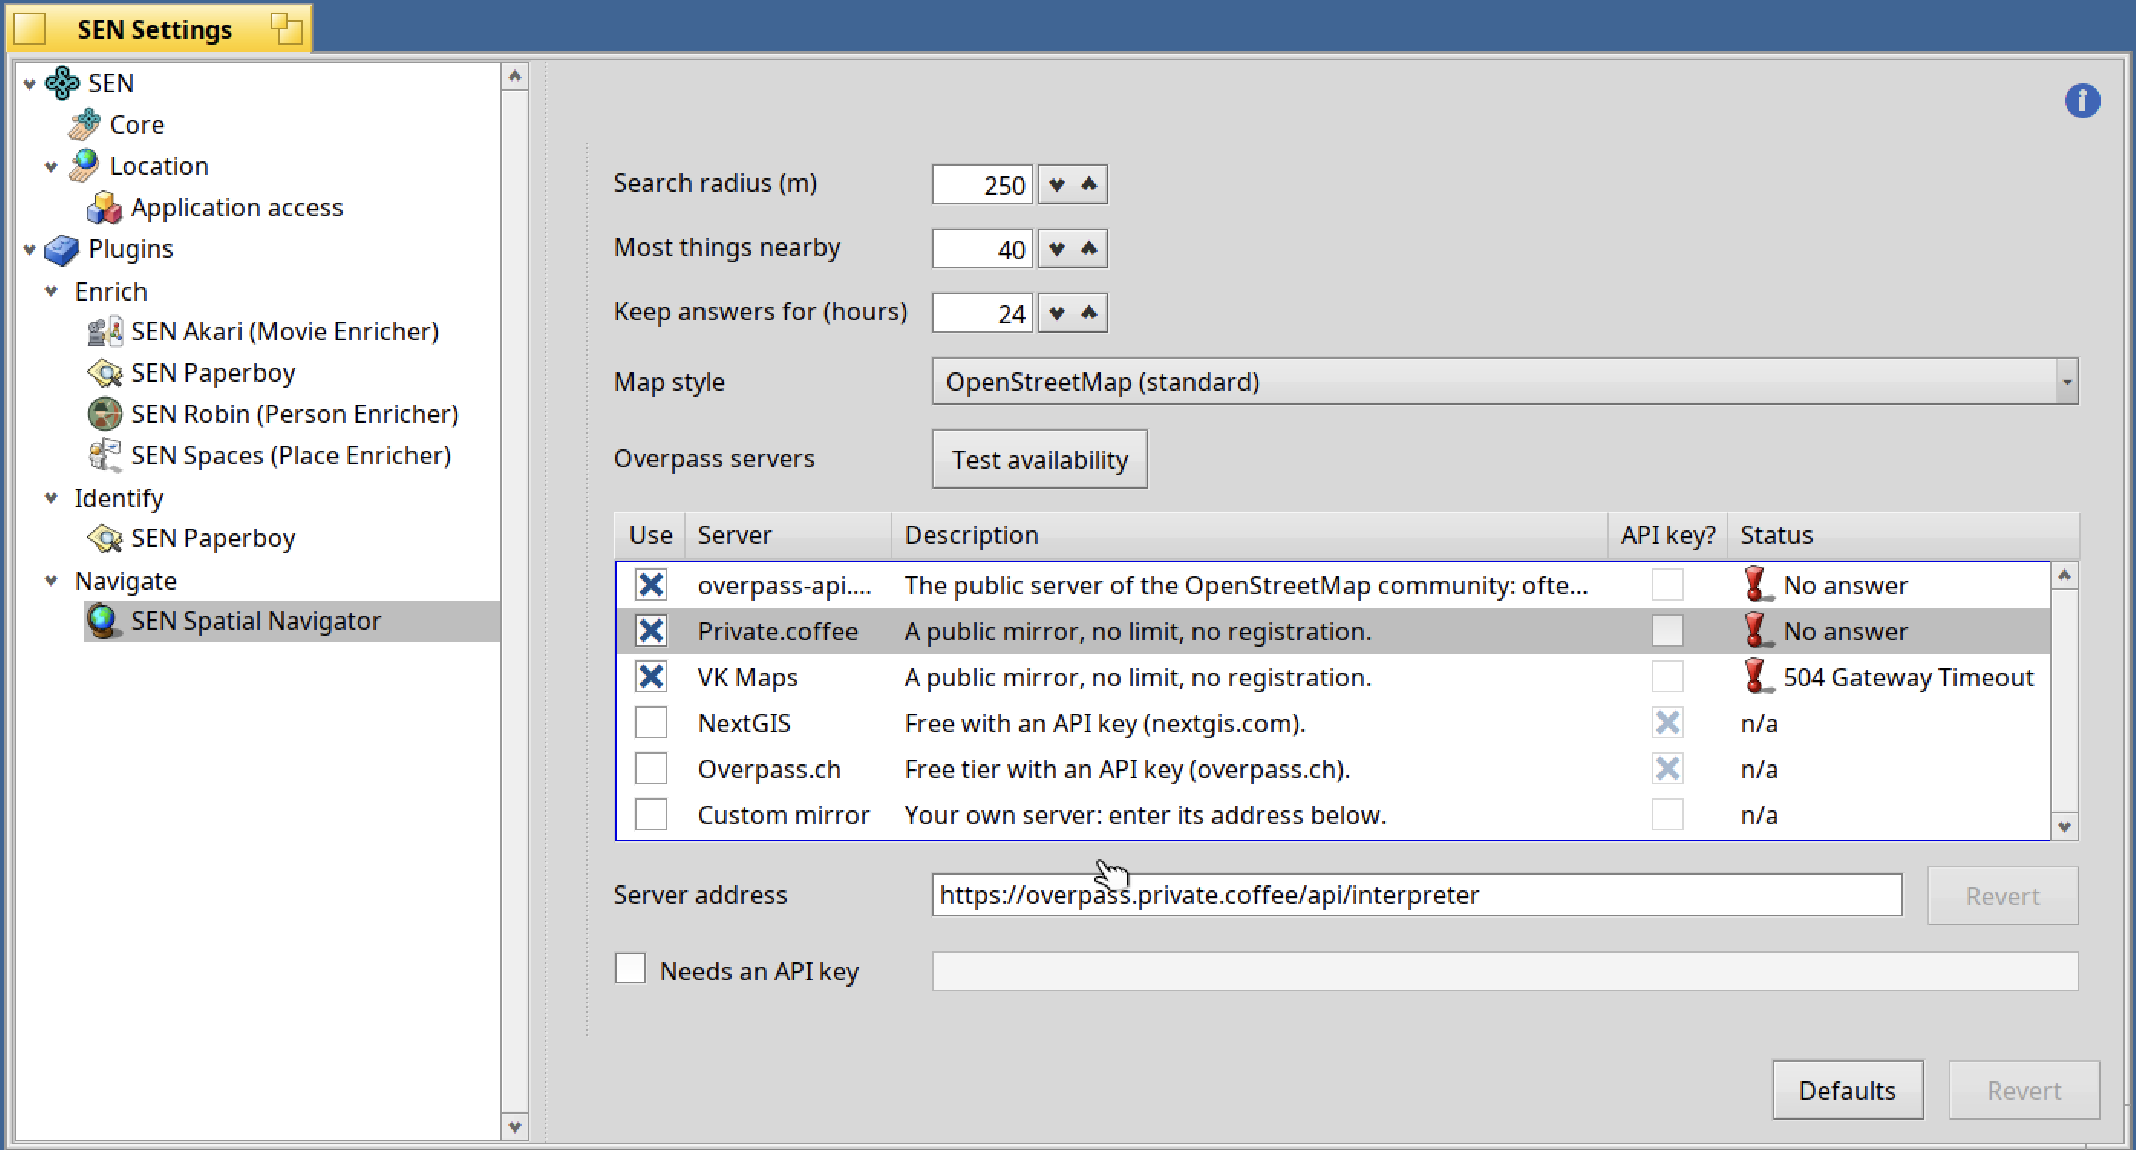 SEN Settings
SEN
Core
Location
Application access
Plugins
Enrich
SEN Akari (Movie Enricher)
SEN Paperboy
SEN Robin (Person Enricher)
SEN Spaces (Place Enricher)
Identify
SEN Paperboy
Navigate
SEN Spatial Navigator
Search radius (m) 250
Most things nearby 40
Keep answers for (hours) 24
Map style OpenStreetMap (standard)
Overpass servers Test availability
Use Server Description API key? Status
overpass-api.... The public server of the OpenStreetMap community: ofte... No answer
Private.coffee A public mirror, no limit, no registration. No answer
VK Maps A public mirror, no limit, no registration. 504 Gateway Timeout
NextGIS Free with an API key (nextgis.com). n/a
Overpass.ch Free tier with an API key (overpass.ch). n/a
Custom mirror Your own server: enter its address below. n/a
Server address https://overpass.private.coffee/api/interpreter Revert
Needs an API key
Defaults Revert